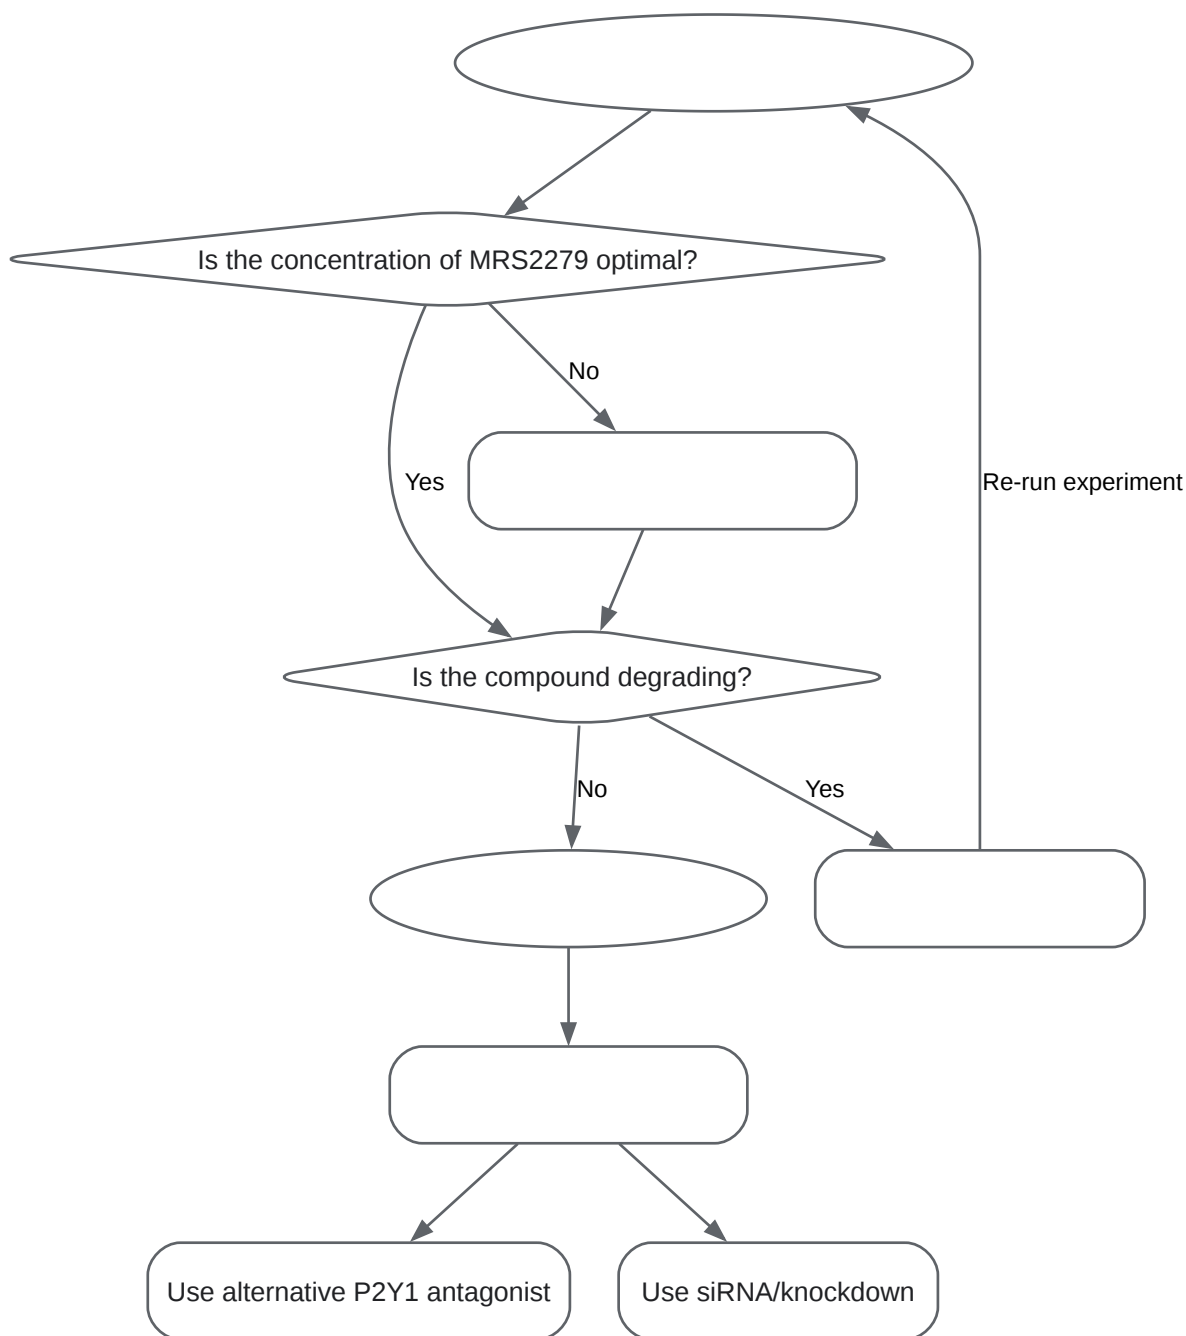 Is the concentration of MRS2279 optimal?
No
Yes
Re-run experiment
Is the compound degrading?
No
Yes
Use alternative P2Y1 antagonist
Use siRNA/knockdown